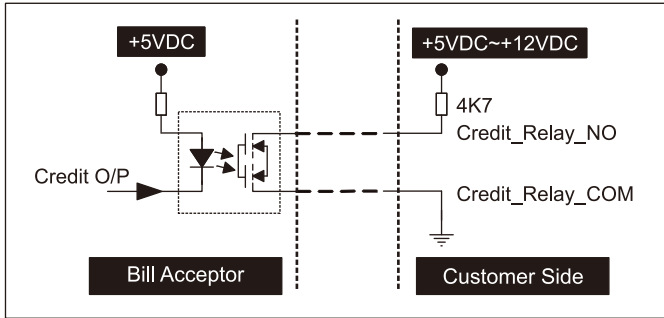 +5VDC
+5VDC~+12VDC
4K7
Credit_Relay_NO
Credit O/P
Credit_Relay_COM
Bill Acceptor
Customer Side